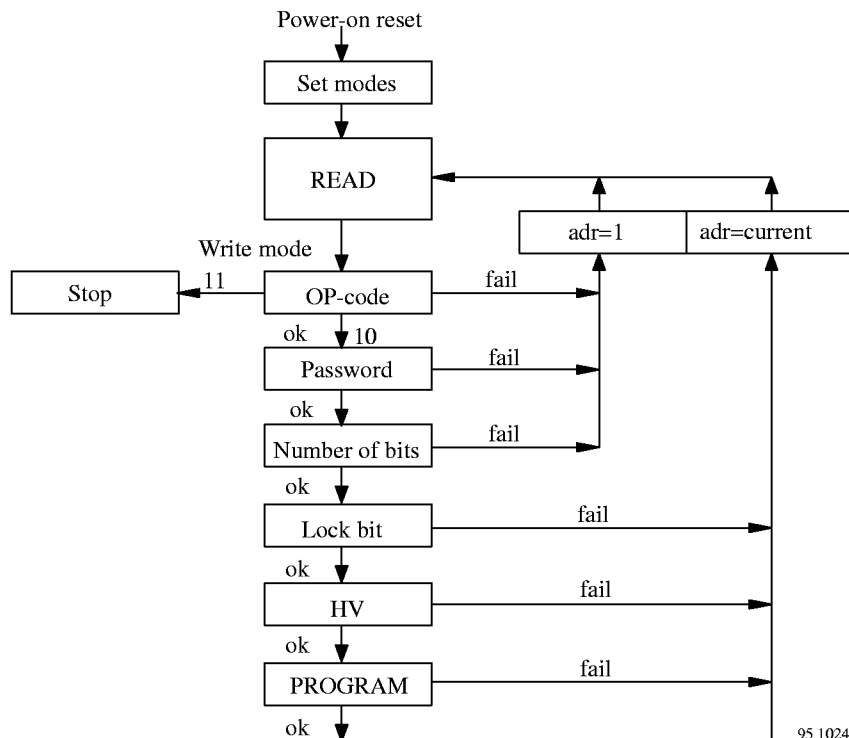 Power-on reset
Set modes
READ
adr=1
adr=current
Write mode
11
Stop
OP-code
fail
ok
10
Password
fail
ok
Number of bits
fail
ok
Lock bit
fail
ok
HV
fail
ok
PROGRAM
fail
ok
95 1024